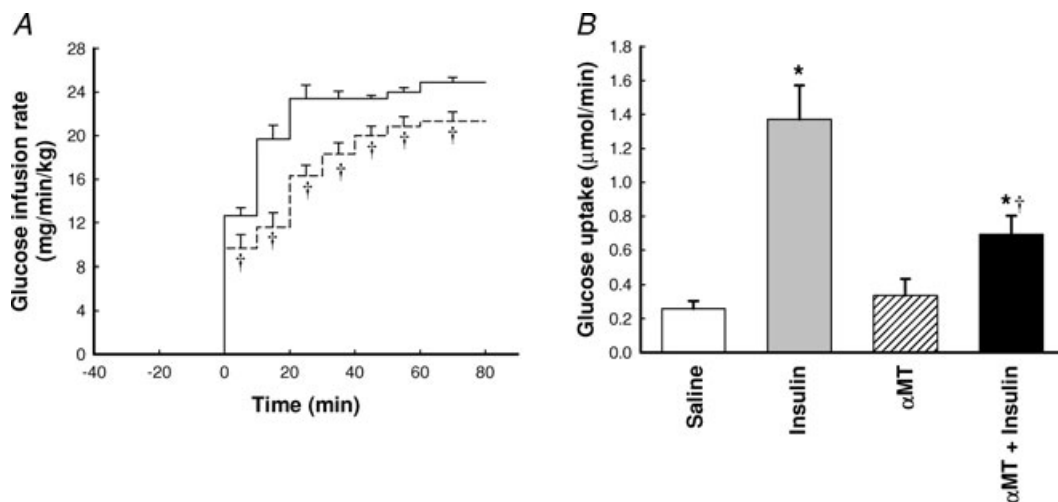 A
Glucose infusion rate
(mg/min/kg)
28
24
20
16
12
8
4
0
† † † † † † †
-40 -20 0 20 40 60 80
Time (min)
B
Glucose uptake (μmol/min)
1.8
1.6
1.4
1.2
1.0
0.8
0.6
0.4
0.2
0.0
*
*†
Saline
Insulin
αMT
αMT + Insulin